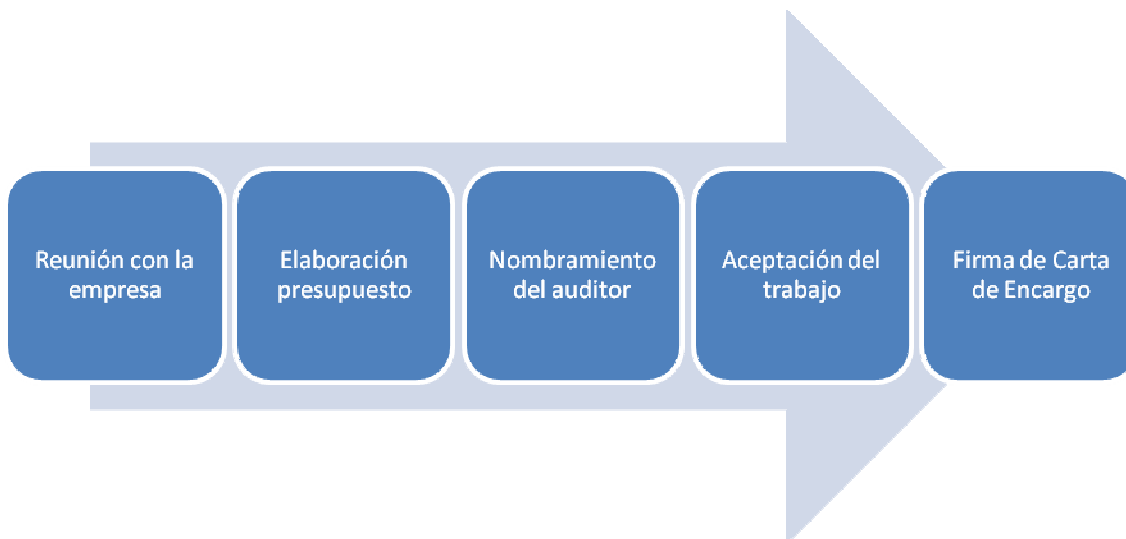 Reunión con la
empresa
Elaboración
presupuesto
Nombramiento
del auditor
Aceptación del
trabajo
Firma de Carta
de Encargo